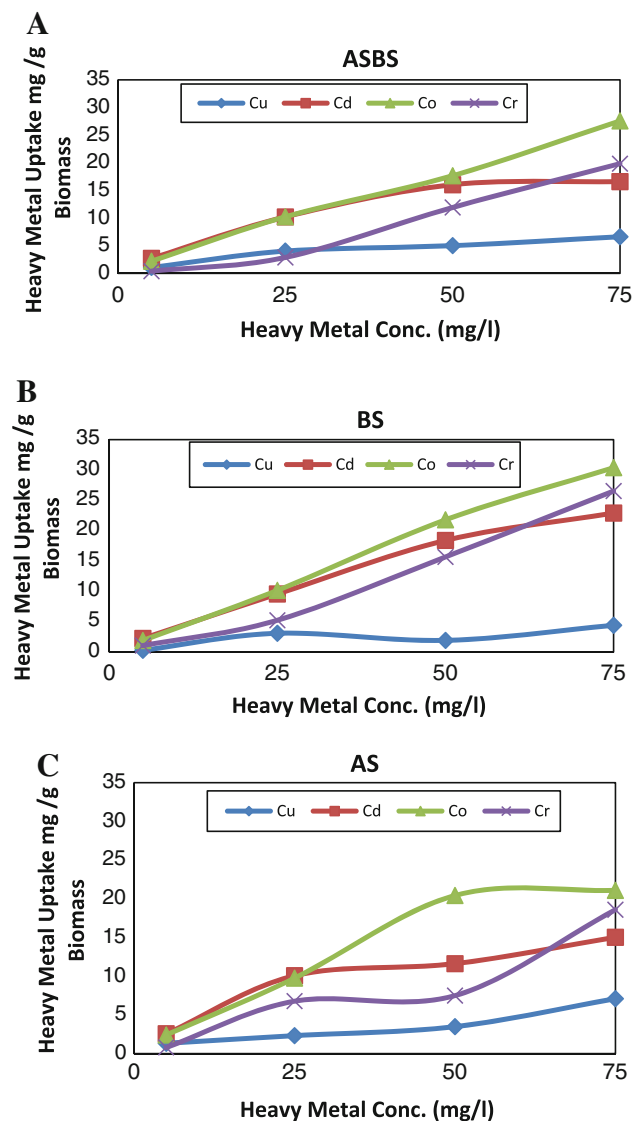 A
ASBS
Heavy Metal Uptake mg /g
Biomass
35
30
25
20
15
10
5
0
Cu Cd Co Cr
0 25 50 75
Heavy Metal Conc. (mg/l)
B
BS
Heavy Metal Uptake mg /g
Biomass
35
30
25
20
15
10
5
0
Cu Cd Co Cr
0 25 50 75
Heavy Metal Conc. (mg/l)
C
AS
Heavy Metal Uptake mg /g
Biomass
35
30
25
20
15
10
5
0
Cu Cd Co Cr
0 25 50 75
Heavy Metal Conc. (mg/l)